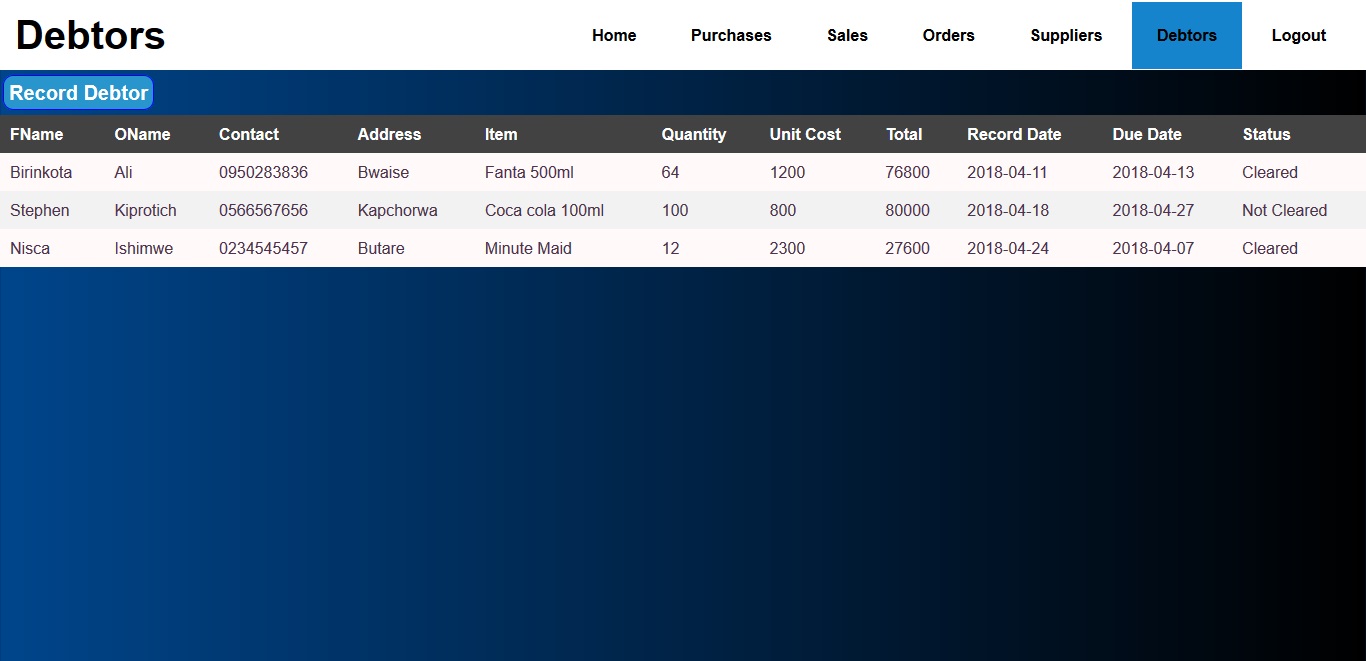 Debtors Home Purchases Sales Orders Suppliers Debtors Logout
Record Debtor
FName OName Contact Address Item Quantity Unit Cost Total Record Date Due Date Status
Birinkota Ali 0950283836 Bwaise Fanta 500ml 64 1200 76800 2018-04-11 2018-04-13 Cleared
Stephen Kiprotich 0566567656 Kapchorwa Coca cola 100ml 100 800 80000 2018-04-18 2018-04-27 Not Cleared
Nisca Ishimwe 0234545457 Butare Minute Maid 12 2300 27600 2018-04-24 2018-04-07 Cleared